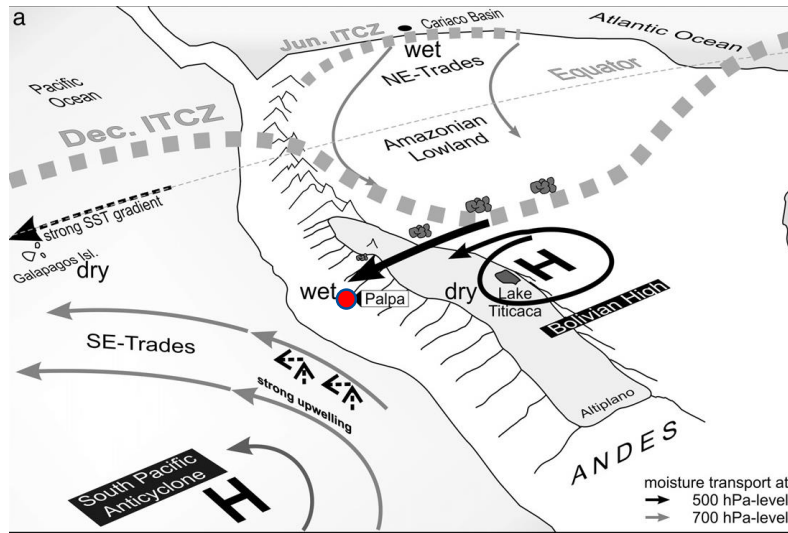 a
Cariaco Basin
Atlantic Ocean
Jun. ITCZ
wet
NE-Trades
Pacific
Ocean
Equator
Dec. ITCZ
Amazonian
Lowland
strong SST gradient
Galapagos Isl.
dry
wet
Palpa
dry
H
Lake
Titicaca
Bolivian High
SE-Trades
strong upwelling
Altiplano
ANDES
South Pacific
Anticyclone
H
moisture transport at
500 hPa-level
700 hPa-level